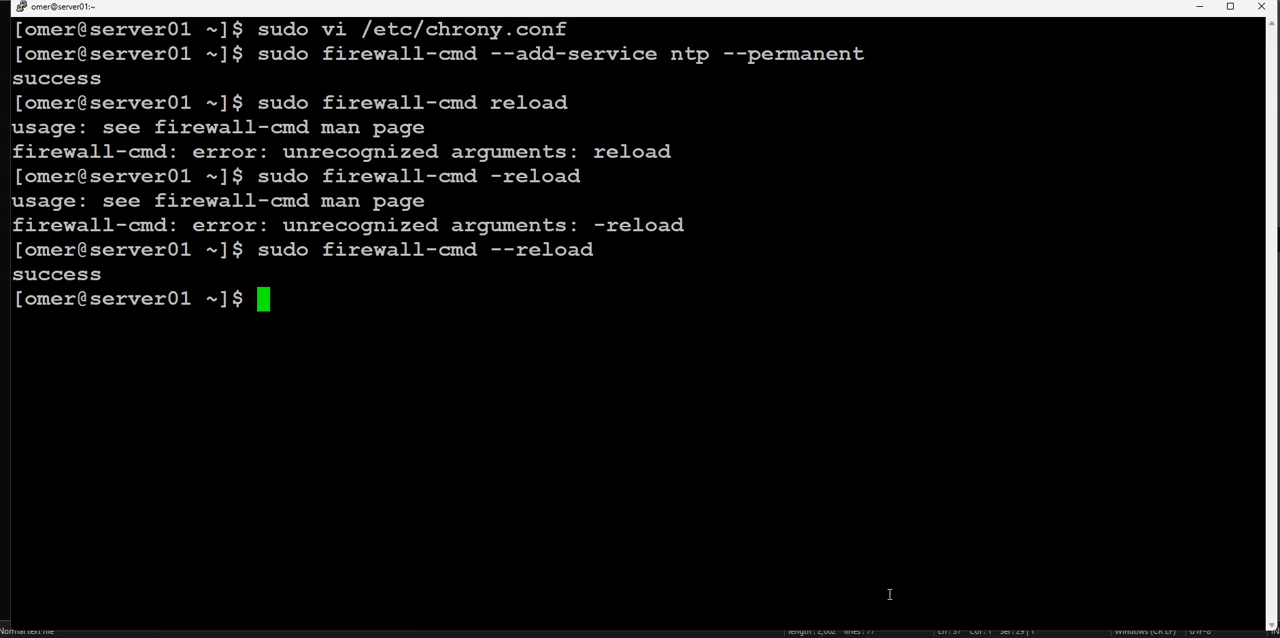 omer@server01:~
[omer@server01 ~]$ sudo vi /etc/chrony.conf
[omer@server01 ~]$ sudo firewall-cmd --add-service ntp --permanent
success
[omer@server01 ~]$ sudo firewall-cmd reload
usage: see firewall-cmd man page
firewall-cmd: error: unrecognized arguments: reload
[omer@server01 ~]$ sudo firewall-cmd -reload
usage: see firewall-cmd man page
firewall-cmd: error: unrecognized arguments: -reload
[omer@server01 ~]$ sudo firewall-cmd --reload
success
[omer@server01 ~]$
Normal text file